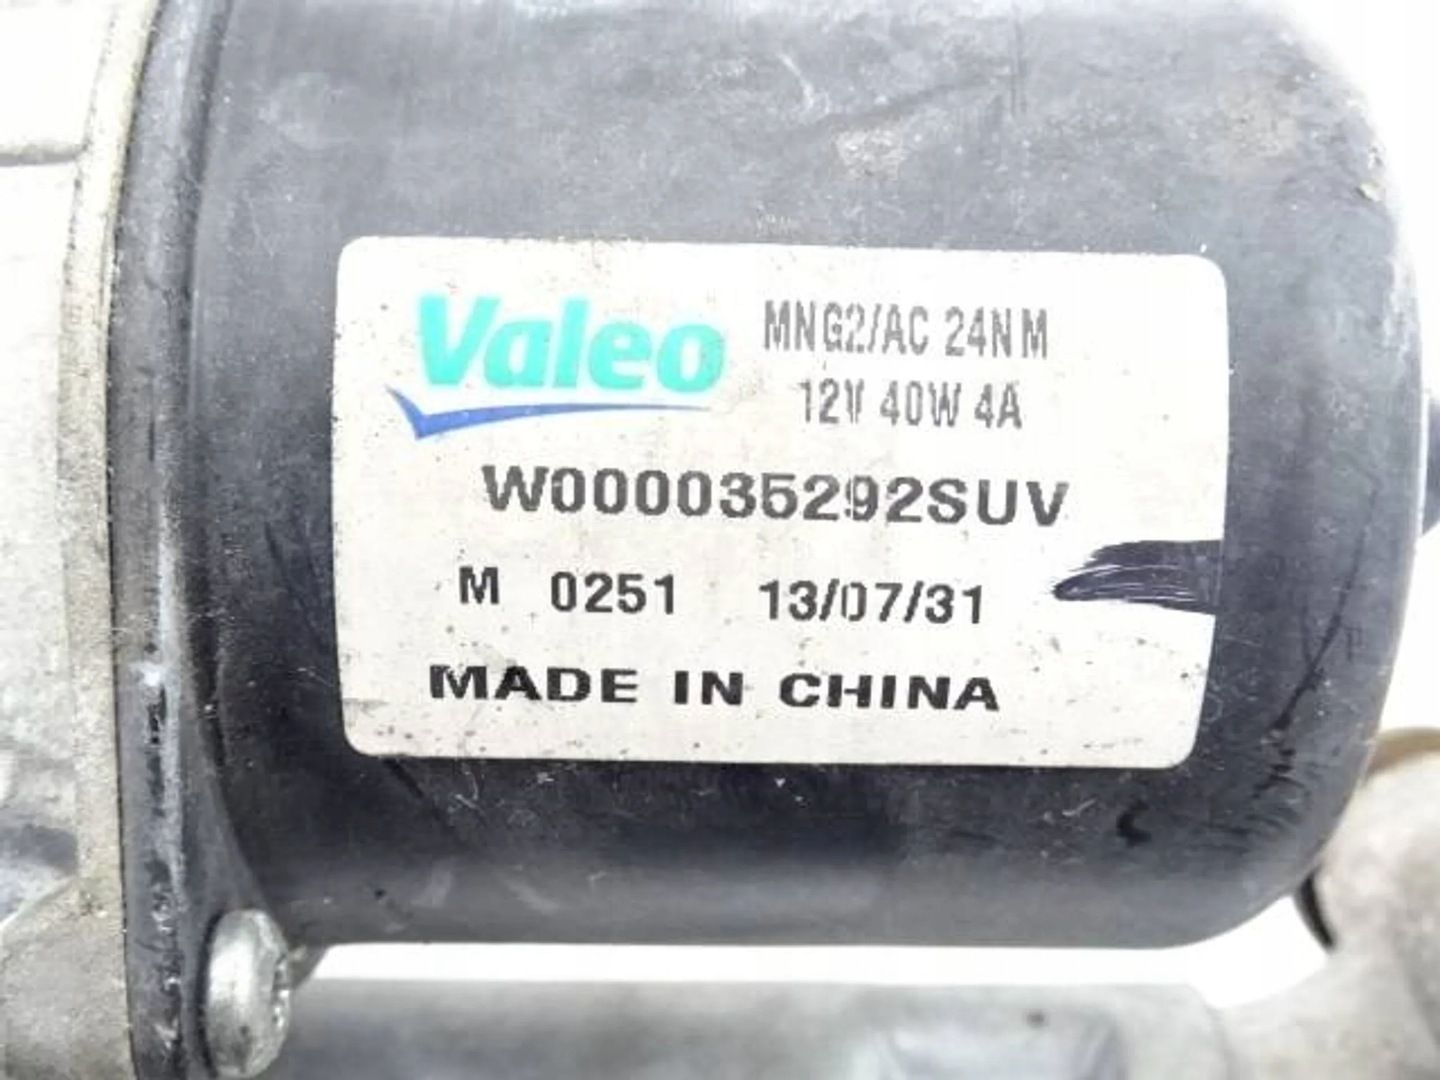 Valeo
MNG2/AC 24NM
12V 40W 4A
W000035292SUV
M 0251 13/07/31
MADE IN CHINA